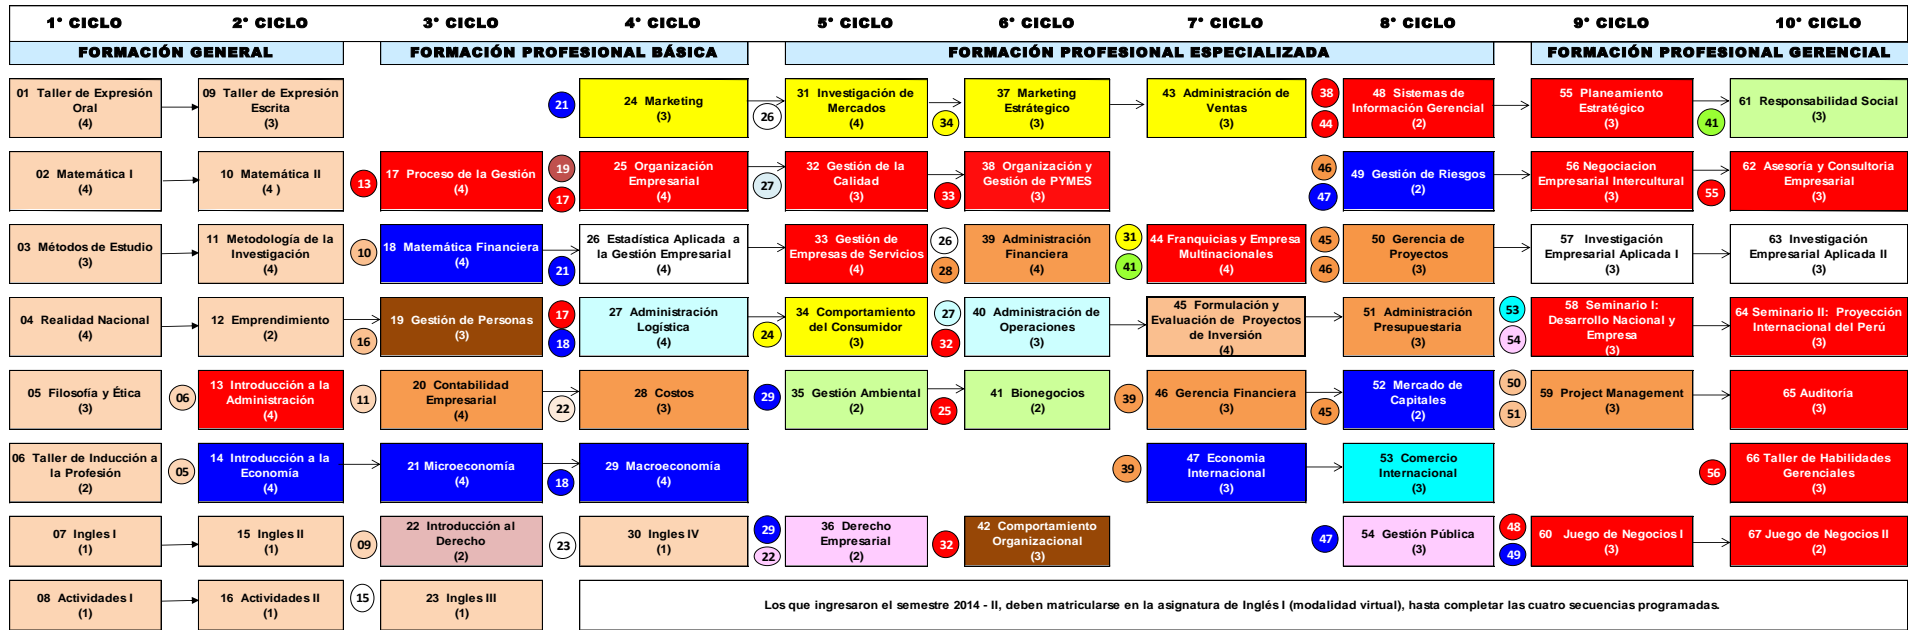 1° CICLO 2° CICLO 3° CICLO 4° CICLO 5° CICLO 6° CICLO 7° CICLO 8° CICLO 9° CICLO 10° CICLO
FORMACIÓN GENERAL FORMACIÓN PROFESIONAL BÁSICA FORMACIÓN PROFESIONAL ESPECIALIZADA FORMACIÓN PROFESIONAL GERENCIAL
01 Taller de Expresión
Oral
(4)
09 Taller de Expresión
Escrita
(3)
21
24 Marketing
(3)
26
31 Investigación de
Mercados
(4)
34
37 Marketing
Estrátegico
(3)
43 Administración de
Ventas
(3)
38
44
48 Sistemas de
Información Gerencial
(2)
55 Planeamiento
Estratégico
(3)
41
61 Responsabilidad Social
(3)
02 Matemática I
(4)
10 Matemática II
(4 )
13
17 Proceso de la Gestión
(4)
19
17
25 Organización
Empresarial
(4)
27
32 Gestión de la
Calidad
(3)
33
38 Organización y
Gestión de PYMES
(3)
46
47
49 Gestión de Riesgos
(2)
56 Negociacion
Empresarial Intercultural
(3)
55
62 Asesoría y Consultoría
Empresarial
(3)
03 Métodos de Estudio
(3)
11 Metodología de la
Investigación
(4)
10
18 Matemática Financiera
(4)
21
26 Estadística Aplicada a
la Gestión Empresarial
(4)
33 Gestión de
Empresas de Servicios
(4)
26
28
39 Administración
Financiera
(4)
31
41
44 Franquicias y Empresa
Multinacionales
(4)
45
46
50 Gerencia de
Proyectos
(3)
57 Investigación
Empresarial Aplicada I
(3)
63 Investigación
Empresarial Aplicada II
(3)
04 Realidad Nacional
(4)
12 Emprendimiento
(2)
16
19 Gestión de Personas
(3)
17
18
27 Administración
Logística
(4)
24
34 Comportamiento
del Consumidor
(3)
27
32
40 Administración de
Operaciones
(3)
45 Formulación y
Evaluación de Proyectos
de Inversión
(4)
51 Administración
Presupuestaria
(3)
53
54
58 Seminario I:
Desarrollo Nacional y
Empresa
(3)
64 Seminario II: Proyección
Internacional del Perú
(3)
05 Filosofía y Ética
(3)
06
13 Introducción a la
Administración
(4)
11
20 Contabilidad
Empresarial
(4)
22
28 Costos
(3)
29
35 Gestión Ambiental
(2)
25
41 Bionegocios
(2)
39
46 Gerencia Financiera
(3)
45
52 Mercado de
Capitales
(2)
50
51
59 Project Management
(3)
65 Auditoría
(3)
06 Taller de Inducción a
la Profesión
(2)
05
14 Introducción a la
Economía
(4)
21 Microeconomía
(4)
18
29 Macroeconomía
(4)
39
47 Economia
Internacional
(3)
53 Comercio
Internacional
(3)
56
66 Taller de Habilidades
Gerenciales
(3)
07 Ingles I
(1)
15 Ingles II
(1)
09
22 Introducción al
Derecho
(2)
23
30 Ingles IV
(1)
29
22
36 Derecho
Empresarial
(2)
32
42 Comportamiento
Organizacional
(3)
47
54 Gestión Pública
(3)
48
49
60 Juego de Negocios I
(3)
67 Juego de Negocios II
(2)
08 Actividades I
(1)
16 Actividades II
(1)
15
23 Ingles III
(1)
Los que ingresaron el semestre 2014 - II, deben matricularse en la asignatura de Inglés I (modalidad virtual), hasta completar las cuatro secuencias programadas.